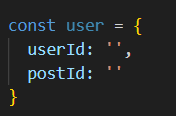 const user = {
  userId: '',
  postId: ''
}